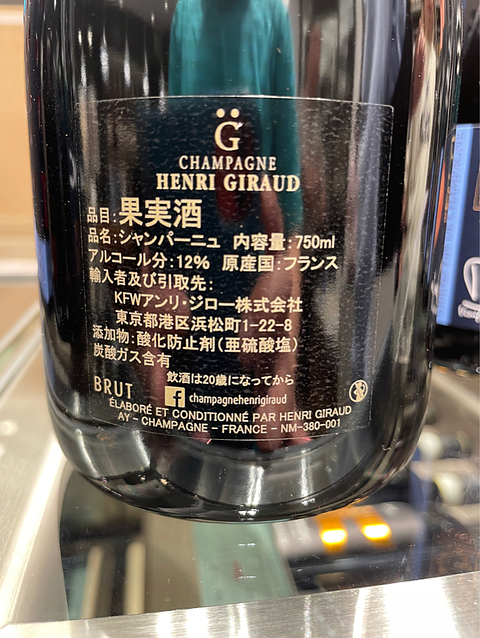 G̈
CHAMPAGNE
HENRI GIRAUD
品目:果実酒
品名:シャンパーニュ 内容量:750ml
アルコール分:12% 原産国:フランス
輸入者及び引取先:
KFWアンリ・ジロー株式会社
東京都港区浜松町1-22-8
添加物:酸化防止剤(亜硫酸塩)
炭酸ガス含有
飲酒は20歳になってから
BRUT
f champagnehenrigiraud
ÉLABORÉ ET CONDITIONNÉ PAR HENRI GIRAUD
AY - CHAMPAGNE - FRANCE - NM-380-001